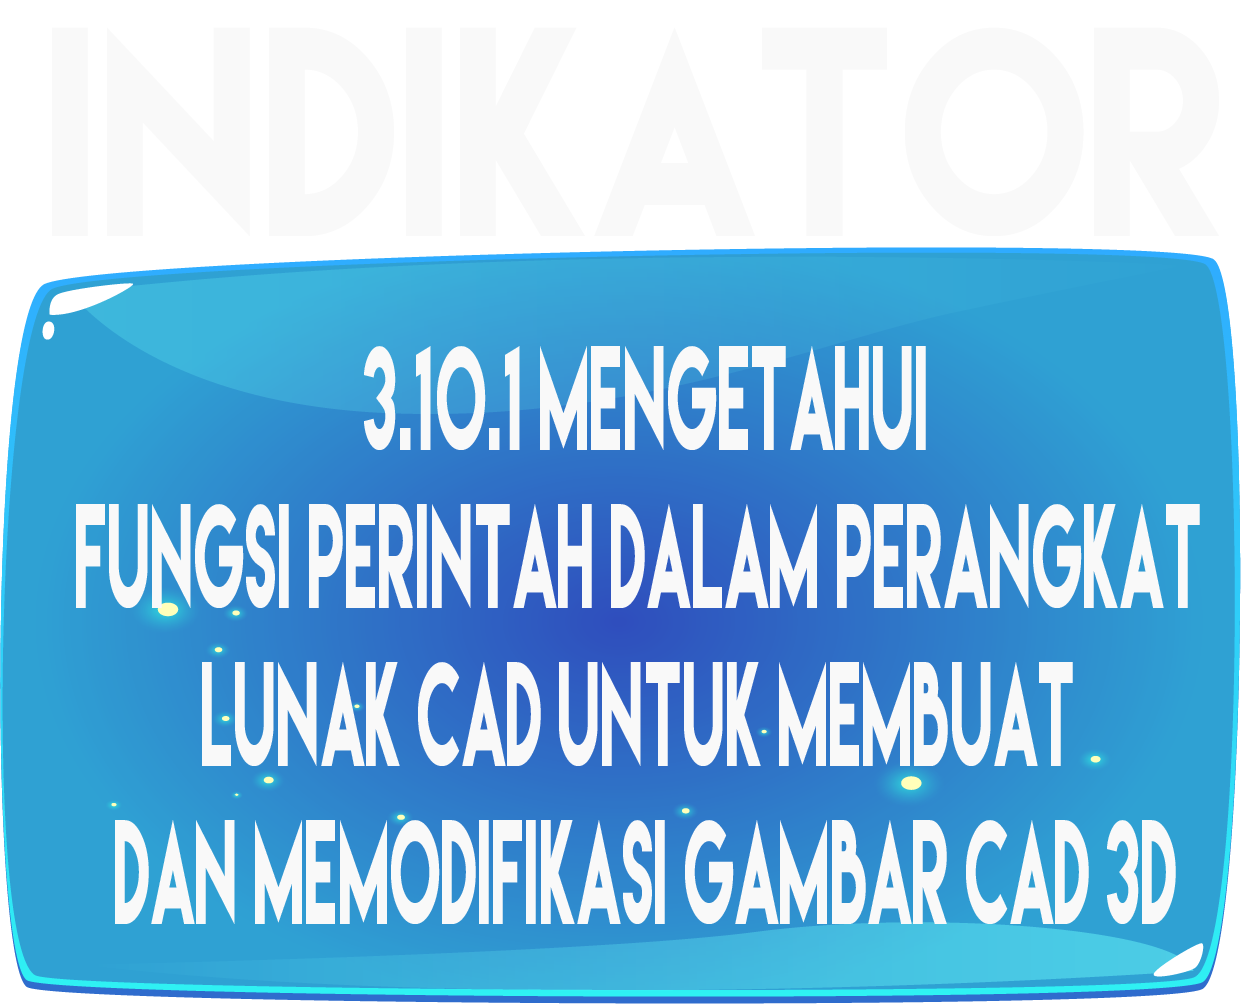 INDIKATOR
3.10.1 MENGETAHUI
FUNGSI PERINTAH DALAM PERANGKAT
LUNAK CAD UNTUK MEMBUAT
DAN MEMODIFIKASI GAMBAR CAD 3D